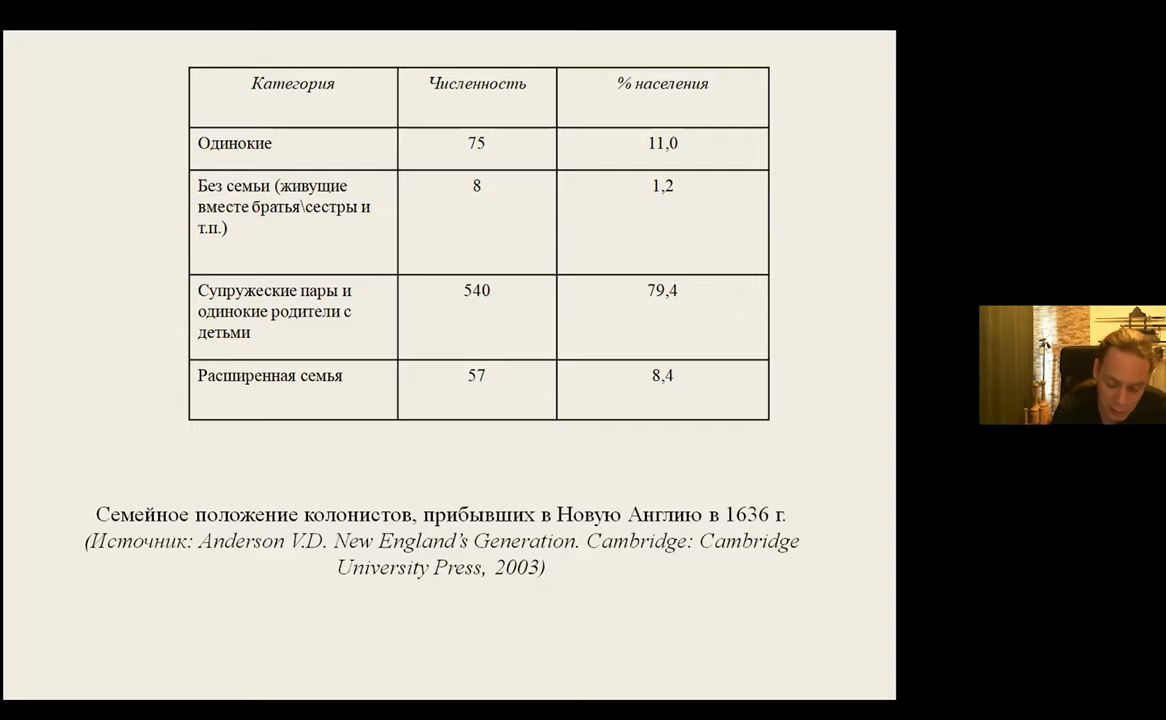 Категория Численность % населения
Одинокие 75 11,0
Без семьи (живущие 8 1,2
вместе братья\сестры и
т.п.)
Супружеские пары и 540 79,4
одинокие родители с
детьми
Расширенная семья 57 8,4
Семейное положение колонистов, прибывших в Новую Англию в 1636 г.
(Источник: Anderson V.D. New England’s Generation. Cambridge: Cambridge
University Press, 2003)